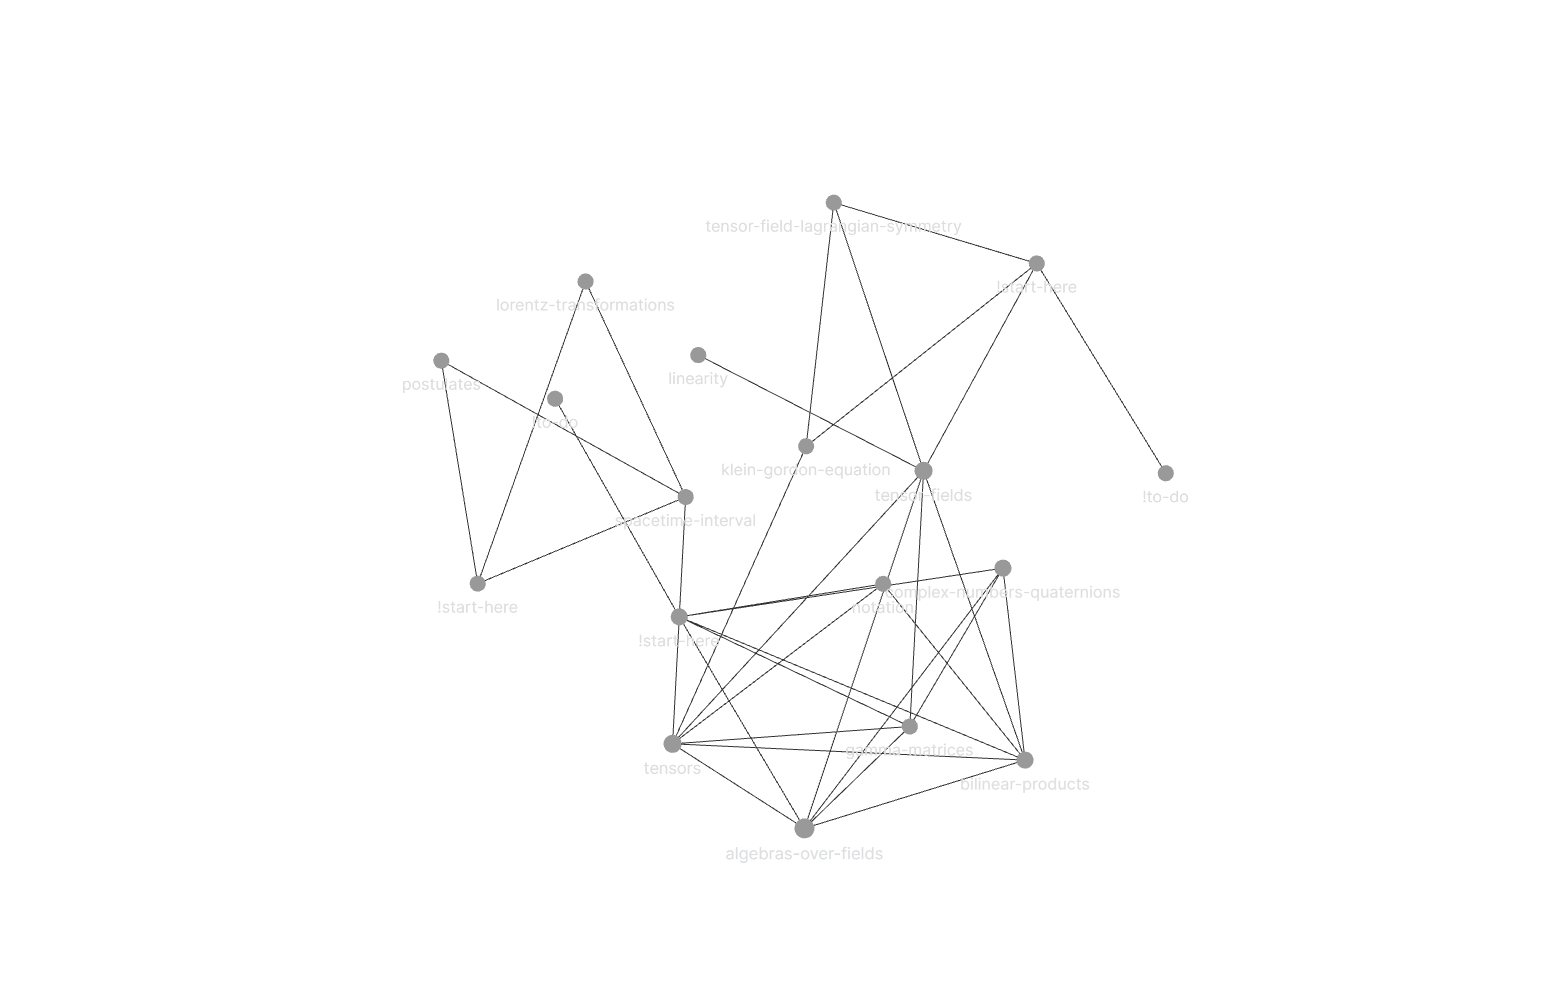 tensor-field-lagrangian-symmetry
!start-here
lorentz-transformations
linearity
postulates
!to-do
klein-gordon-equation
tensor-fields
!to-do
spacetime-interval
complex-numbers-quaternions
notation
!start-here
!start-here
gamma-matrices
tensors
bilinear-products
algebras-over-fields